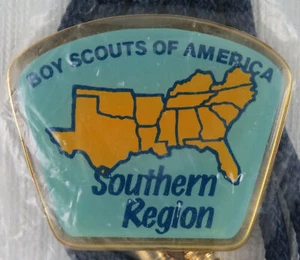 BOY SCOUTS OF AMERICA
Southern
Region